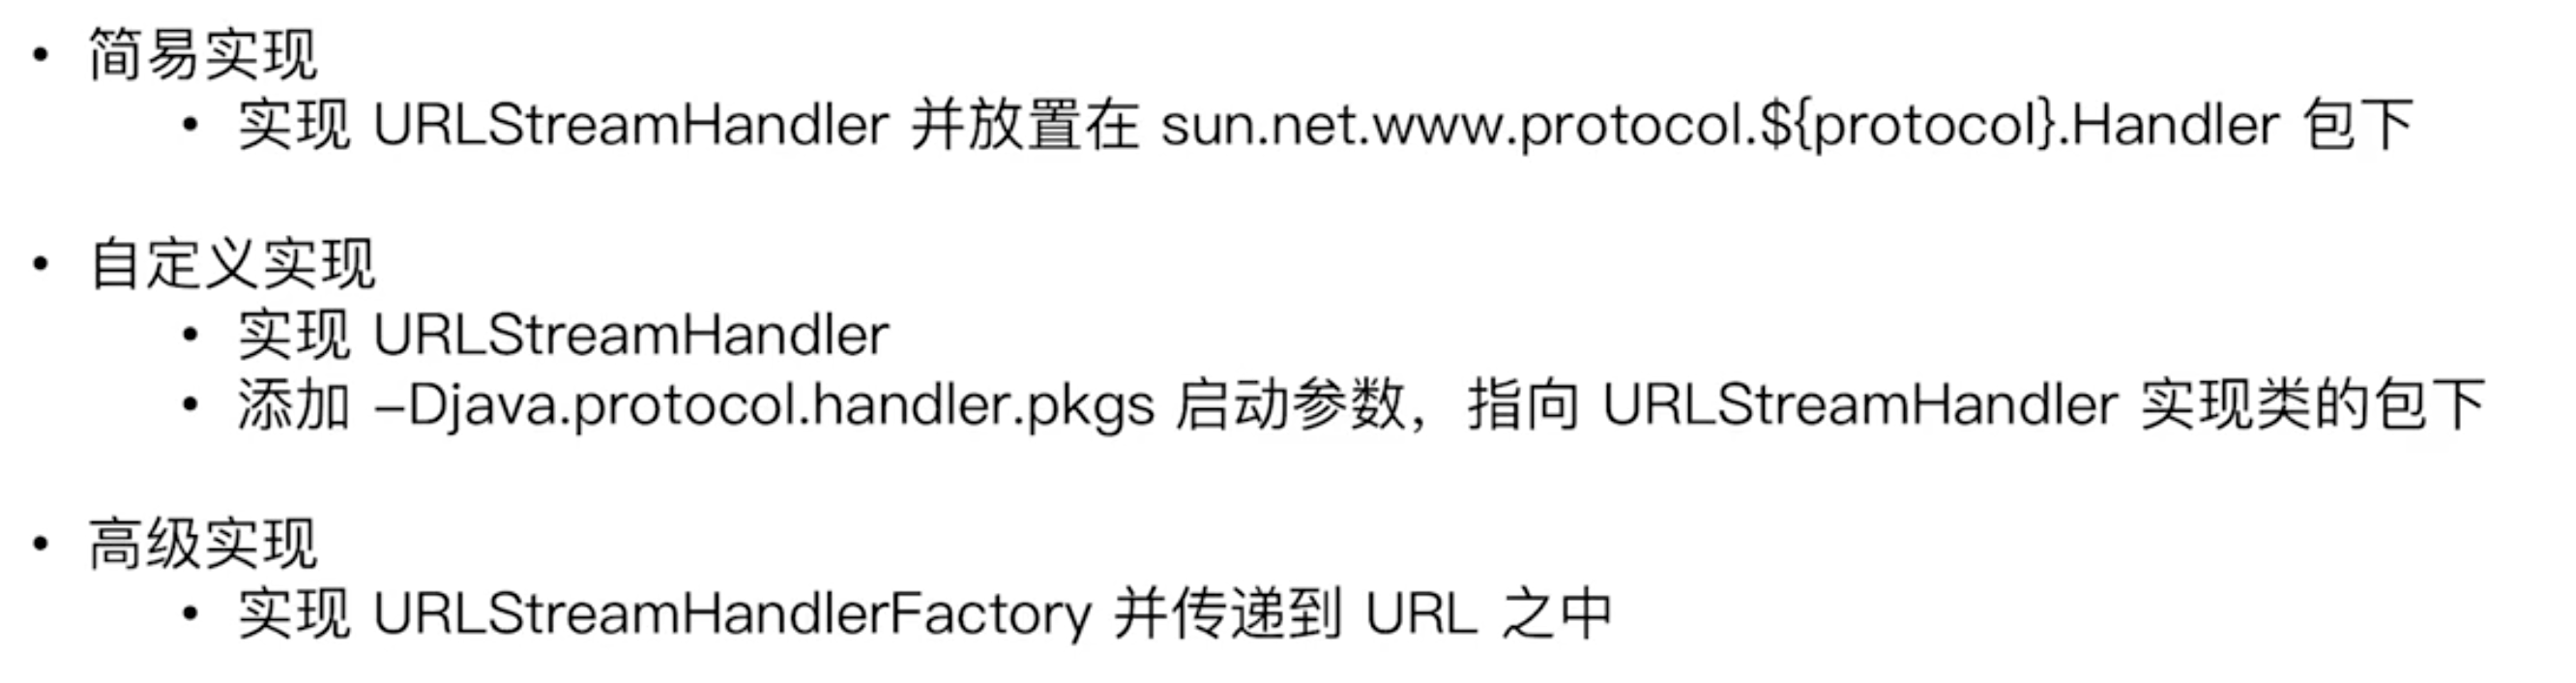 • 简易实现
• 实现 URLStreamHandler 并放置在 sun.net.www.protocol.${protocol}.Handler 包下
• 自定义实现
• 实现 URLStreamHandler
• 添加 –Djava.protocol.handler.pkgs 启动参数，指向 URLStreamHandler 实现类的包下
• 高级实现
• 实现 URLStreamHandlerFactory 并传递到 URL 之中